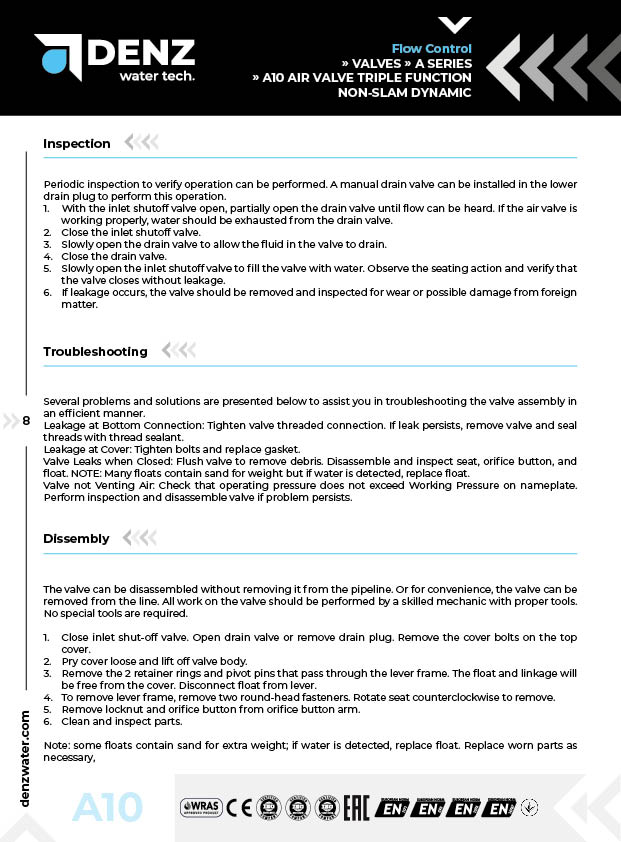 DENZ
water tech.
Flow Control
» VALVES » A SERIES
» A10 AIR VALVE TRIPLE FUNCTION
NON-SLAM DYNAMIC
Inspection
Periodic inspection to verify operation can be performed. A manual drain valve can be installed in the lower
drain plug to perform this operation.
1. With the inlet shutoff valve open, partially open the drain valve until flow can be heard. If the air valve is
working properly, water should be exhausted from the drain valve.
2. Close the inlet shutoff valve.
3. Slowly open the drain valve to allow the fluid in the valve to drain.
4. Close the drain valve.
5. Slowly open the inlet shutoff valve to fill the valve with water. Observe the seating action and verify that
the valve closes without leakage.
6. If leakage occurs, the valve should be removed and inspected for wear or possible damage from foreign
matter.
Troubleshooting
Several problems and solutions are presented below to assist you in troubleshooting the valve assembly in
an efficient manner.
Leakage at Bottom Connection: Tighten valve threaded connection. If leak persists, remove valve and seal
threads with thread sealant.
Leakage at Cover: Tighten bolts and replace gasket.
Valve Leaks when Closed: Flush valve to remove debris. Disassemble and inspect seat, orifice button, and
float. NOTE: Many floats contain sand for weight but if water is detected, replace float.
Valve not Venting Air: Check that operating pressure does not exceed Working Pressure on nameplate.
Perform inspection and disassemble valve if problem persists.
8
Dissembly
The valve can be disassembled without removing it from the pipeline. Or for convenience, the valve can be
removed from the line. All work on the valve should be performed by a skilled mechanic with proper tools.
No special tools are required.
1. Close inlet shut-off valve. Open drain valve or remove drain plug. Remove the cover bolts on the top
cover.
2. Pry cover loose and lift off valve body.
3. Remove the 2 retainer rings and pivot pins that pass through the lever frame. The float and linkage will
be free from the cover. Disconnect float from lever.
4. To remove lever frame, remove two round-head fasteners. Rotate seat counterclockwise to remove.
5. Remove locknut and orifice button from orifice button arm.
6. Clean and inspect parts.
Note: some floats contain sand for extra weight; if water is detected, replace float. Replace worn parts as
necessary,
denzwater.com
A10
WRAS
APPROVED PRODUCT
CE
EAC
EN
EN
EN
EN